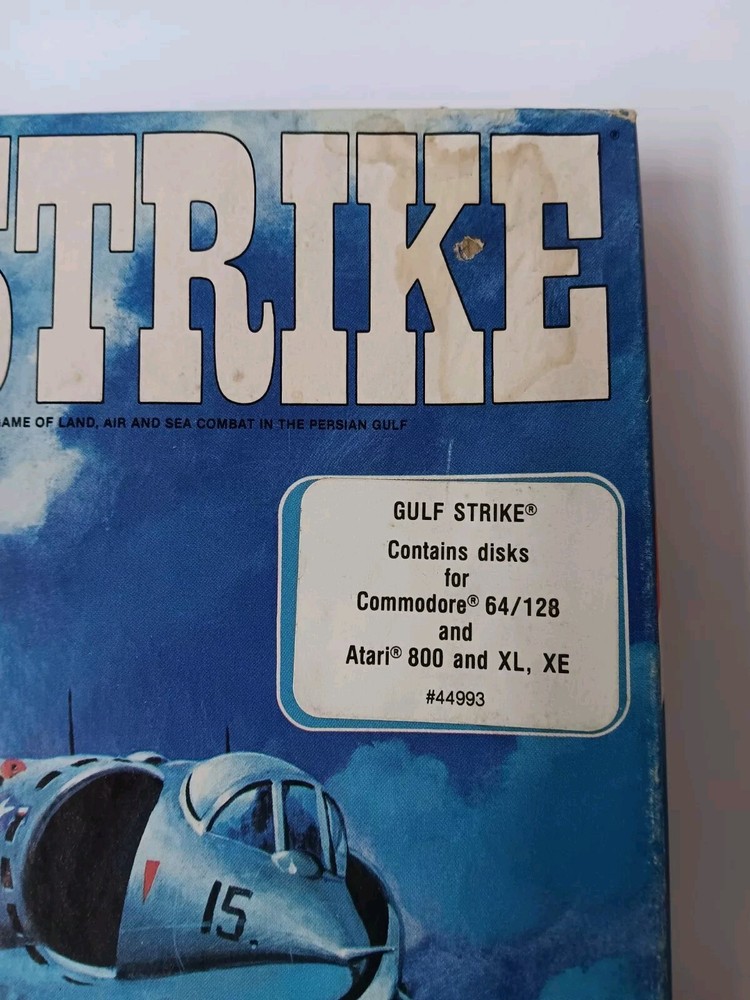 STRIKE®
GAME OF LAND, AIR AND SEA COMBAT IN THE PERSIAN GULF
GULF STRIKE®
Contains disks
for
Commodore® 64/128
and
Atari® 800 and XL, XE
#44993
15.